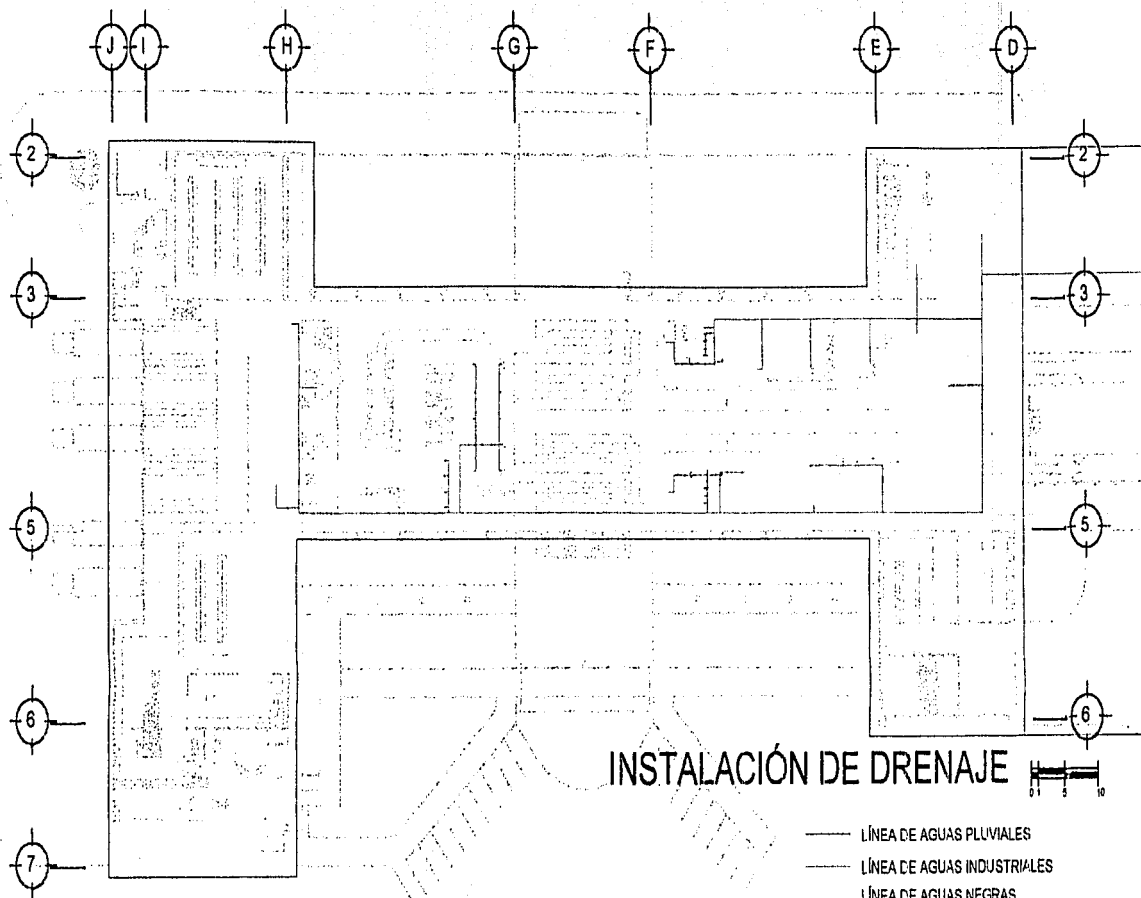 J I H G F E D
2 2
3 3
5 5
6 6
INSTALACIÓN DE DRENAJE
0 1 5 10
LÍNEA DE AGUAS PLUVIALES
7
LÍNEA DE AGUAS INDUSTRIALES
LÍNEA DE AGUAS NEGRAS